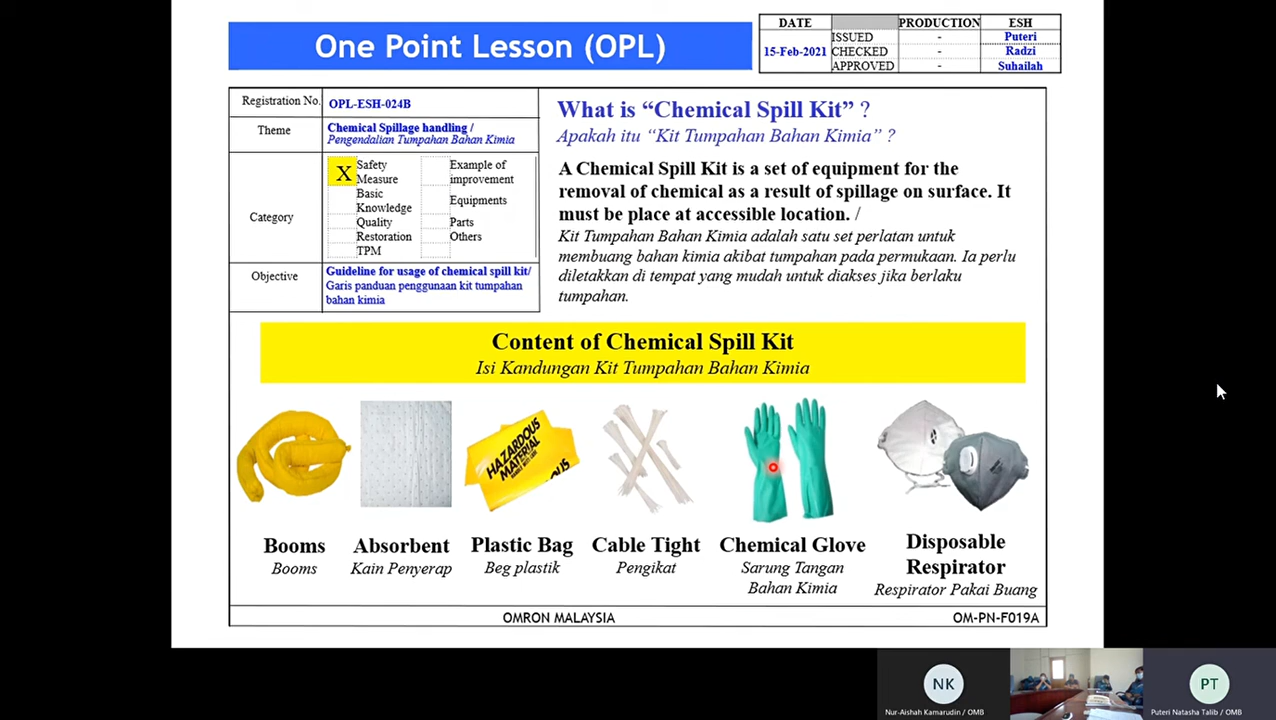 One Point Lesson (OPL)
DATE PRODUCTION ESH
15-Feb-2021
ISSUED - Puteri
CHECKED - Radzi
APPROVED - Suhailah
Registration No. OPL-ESH-024B
Theme
Chemical Spillage handling /
Pengendalian Tumpahan Bahan Kimia
Category
X Safety Measure
Basic Knowledge
Quality
Restoration
TPM
Example of improvement
Equipments
Parts
Others
Objective
Guideline for usage of chemical spill kit/
Garis panduan penggunaan kit tumpahan
bahan kimia
What is “Chemical Spill Kit” ?
Apakah itu “Kit Tumpahan Bahan Kimia” ?
A Chemical Spill Kit is a set of equipment for the
removal of chemical as a result of spillage on surface. It
must be place at accessible location. /
Kit Tumpahan Bahan Kimia adalah satu set perlatan untuk
membuang bahan kimia akibat tumpahan pada permukaan. Ia perlu
diletakkan di tempat yang mudah untuk diakses jika berlaku
tumpahan.
Content of Chemical Spill Kit
Isi Kandungan Kit Tumpahan Bahan Kimia
HAZARDOUS
MATERIAL
OUS
Booms
Booms
Absorbent
Kain Penyerap
Plastic Bag
Beg plastik
Cable Tight
Pengikat
Chemical Glove
Sarung Tangan
Bahan Kimia
Disposable
Respirator
Respirator Pakai Buang
OMRON MALAYSIA OM-PN-F019A
NK
Nur-Aishah Kamarudin / OMB
PT
Puteri Natasha Talib / OMB